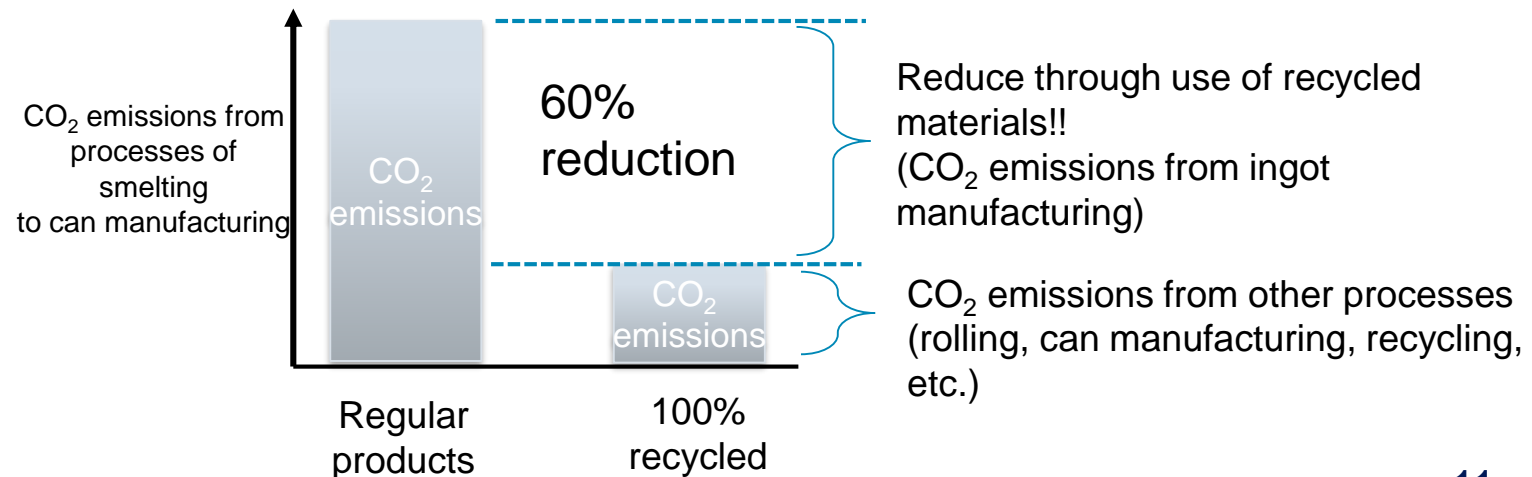 CO₂ emissions from
processes of
smelting
to can manufacturing
CO₂
emissions
60%
reduction
Reduce through use of recycled
materials!!
(CO₂ emissions from ingot
manufacturing)
CO₂
emissions
CO₂ emissions from other processes
(rolling, can manufacturing, recycling,
etc.)
Regular
products
100%
recycled